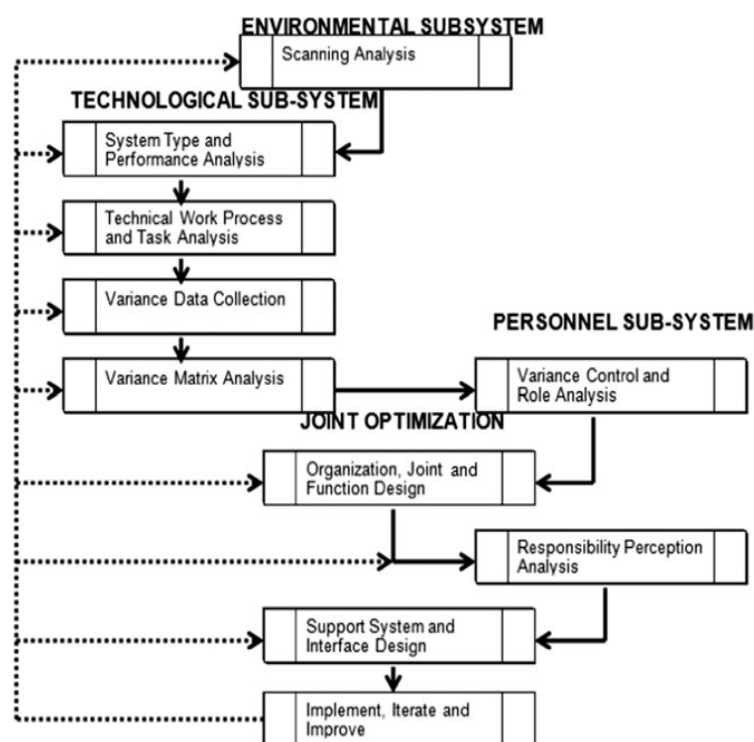 ENVIRONMENTAL SUBSYSTEM
Scanning Analysis
TECHNOLOGICAL SUB-SYSTEM
System Type and
Performance Analysis
Technical Work Process
and Task Analysis
Variance Data Collection
PERSONNEL SUB-SYSTEM
Variance Matrix Analysis
Variance Control and
Role Analysis
JOINT OPTIMIZATION
Organization, Joint and
Function Design
Responsibility Perception
Analysis
Support System and
Interface Design
Implement, Iterate and
Improve